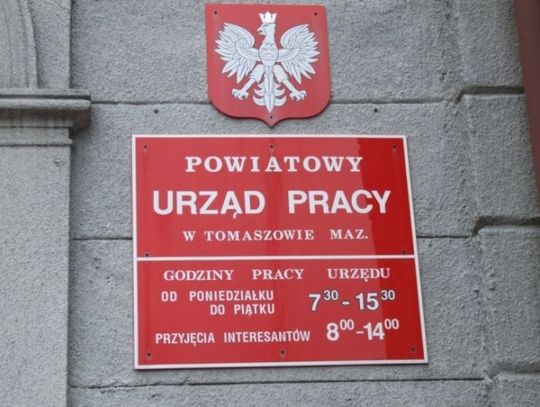 POWIATOWY
URZĄD PRACY
W TOMASZOWIE MAZ.
GODZINY PRACY URZĘDU
OD PONIEDZIAŁKU
DO PIĄTKU 7³⁰-15³⁰
PRZYJĘCIA INTERESANTÓW 8⁰⁰-14⁰⁰